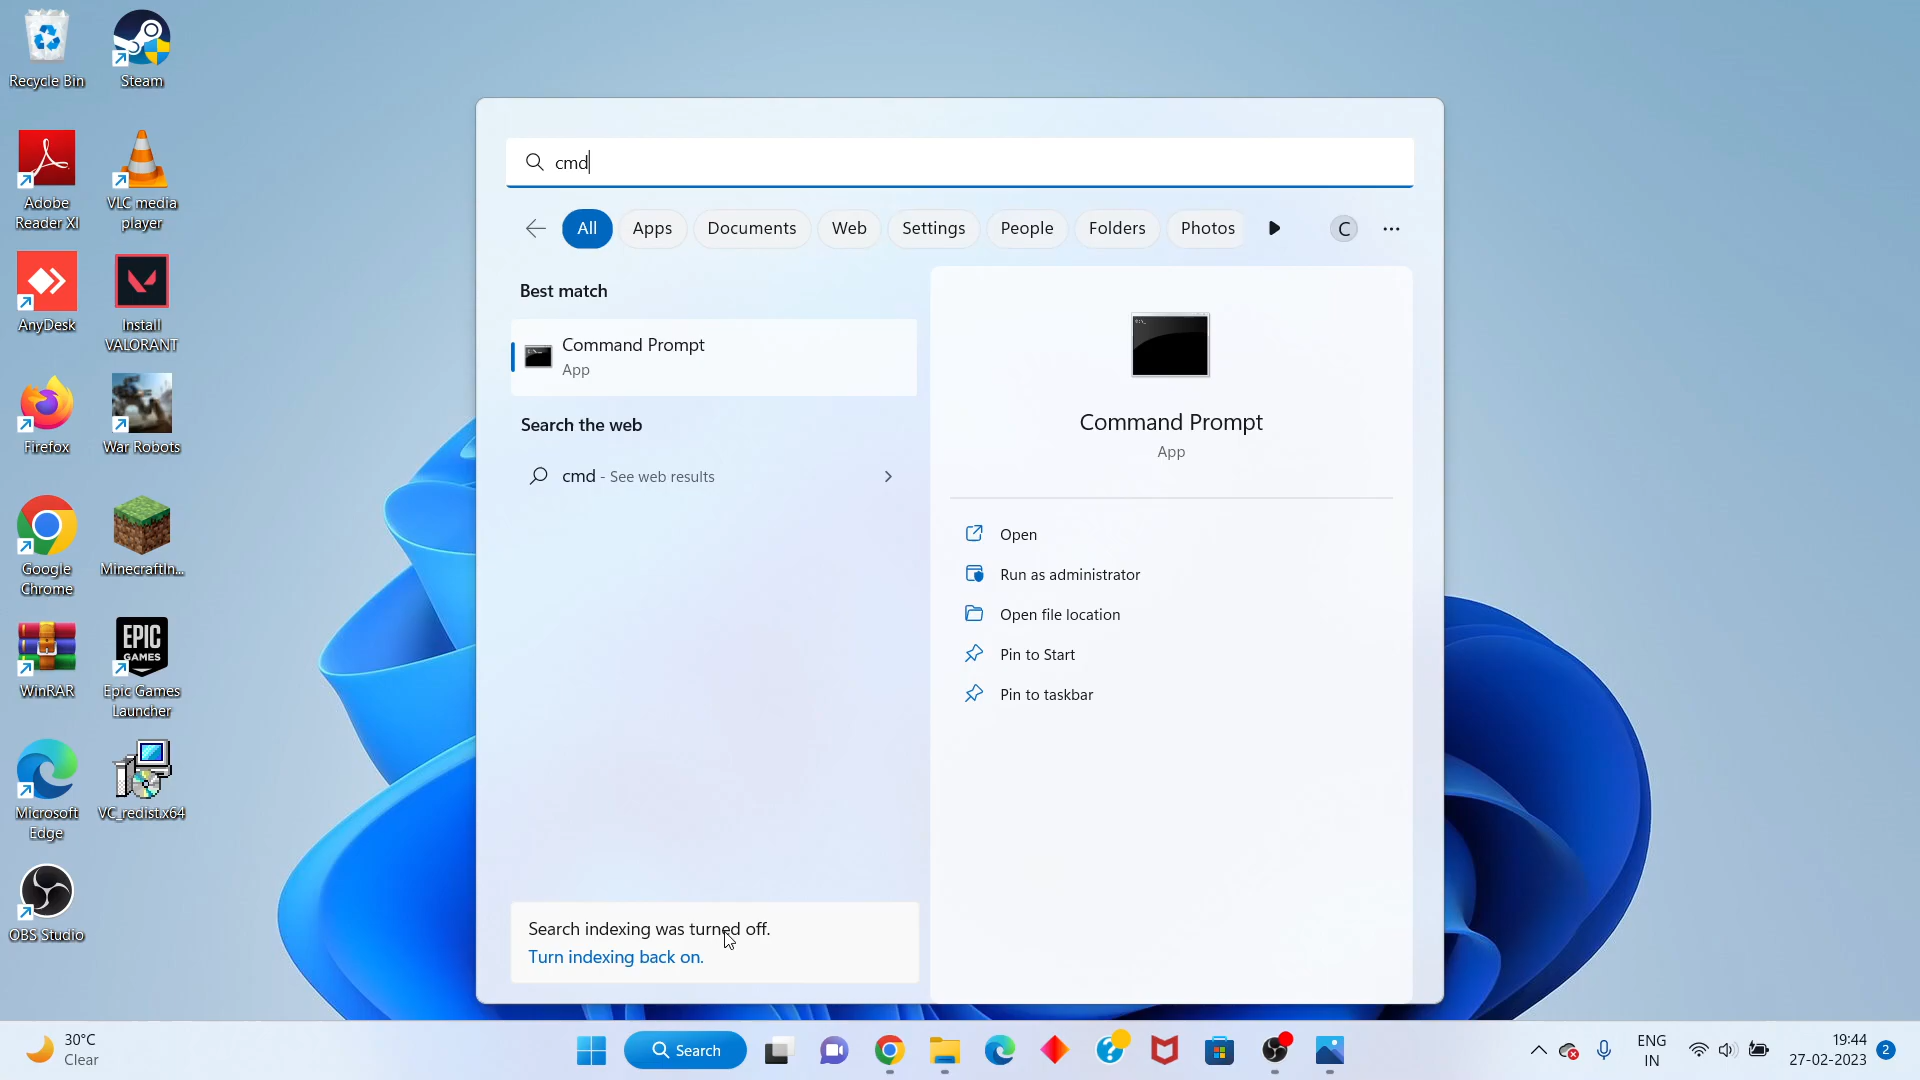 Recycle Bin
Steam
Adobe
Reader XI
VLC media
player
AnyDesk
Install
VALORANT
Firefox
War Robots
Google
Chrome
MinecraftIn...
WinRAR
EPIC
GAMES
Epic Games
Launcher
Microsoft
Edge
VC_redist.x64
OBS Studio
cmd
All
Apps
Documents
Web
Settings
People
Folders
Photos
C
Best match
Command Prompt
App
Search the web
cmd - See web results
Search indexing was turned off.
Turn indexing back on.
Command Prompt
App
Open
Run as administrator
Open file location
Pin to Start
Pin to taskbar
30°C
Clear
Search
ENG
IN
19:44
27-02-2023
2